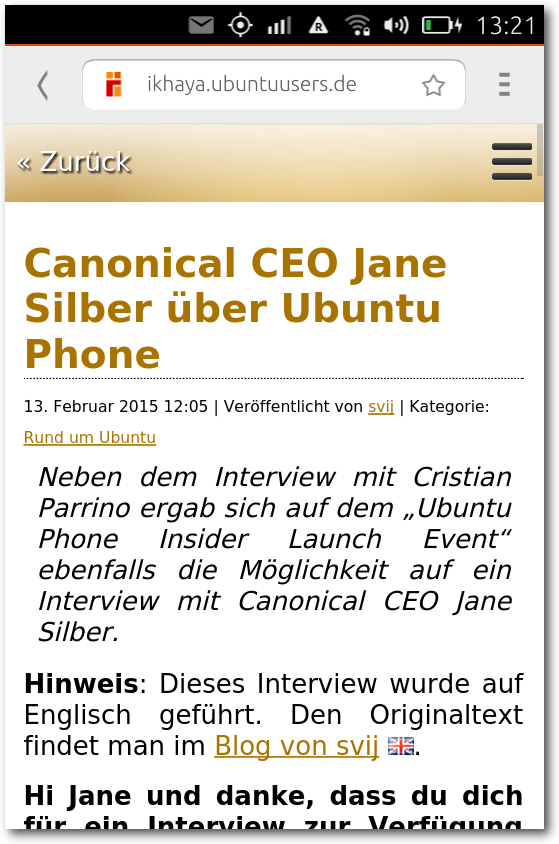 13:21
ikhaya.ubuntuusers.de
« Zurück
Canonical CEO Jane
Silber über Ubuntu
Phone
13. Februar 2015 12:05 | Veröffentlicht von svij | Kategorie:
Rund um Ubuntu
Neben dem Interview mit Cristian
Parrino ergab sich auf dem „Ubuntu
Phone Insider Launch Event“
ebenfalls die Möglichkeit auf ein
Interview mit Canonical CEO Jane
Silber.
Hinweis: Dieses Interview wurde auf
Englisch geführt. Den Originaltext
findet man im Blog von svij.
Hi Jane und danke, dass du dich
für ein Interview zur Verfügung